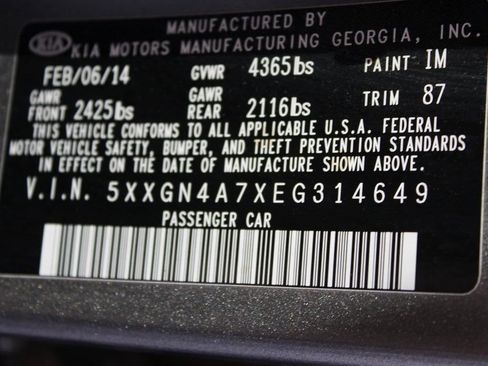 MANUFACTURED BY
KIA KIA MOTORS MANUFACTURING GEORGIA, INC.
FEB/06/14 GVWR 4365lbs PAINT IM
GAWR FRONT 2425lbs GAWR REAR 2116lbs TRIM 87
THIS VEHICLE CONFORMS TO ALL APPLICABLE U.S.A. FEDERAL
MOTOR VEHICLE SAFETY, BUMPER, AND THEFT PREVENTION STANDARDS
IN EFFECT ON THE DATE OF MANUFACTURE SHOWN ABOVE.
V.I.N. 5XXGN4A7XEG314649
PASSENGER CAR